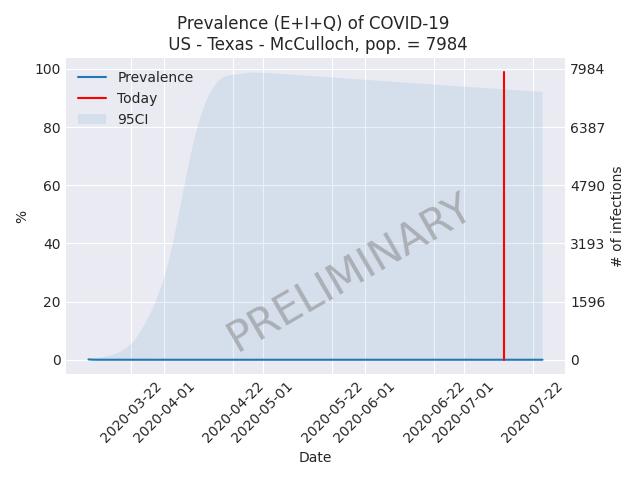 Prevalence (E+I+Q) of COVID-19
US - Texas - McCulloch, pop. = 7984
Prevalence
Today
95CI
100
80
60
40
20
0
%
7984
6387
4790
3193
1596
0
# of infections
PRELIMINARY
2020-03-22
2020-04-01
2020-04-22
2020-05-01
2020-05-22
2020-06-01
2020-06-22
2020-07-01
2020-07-22
Date